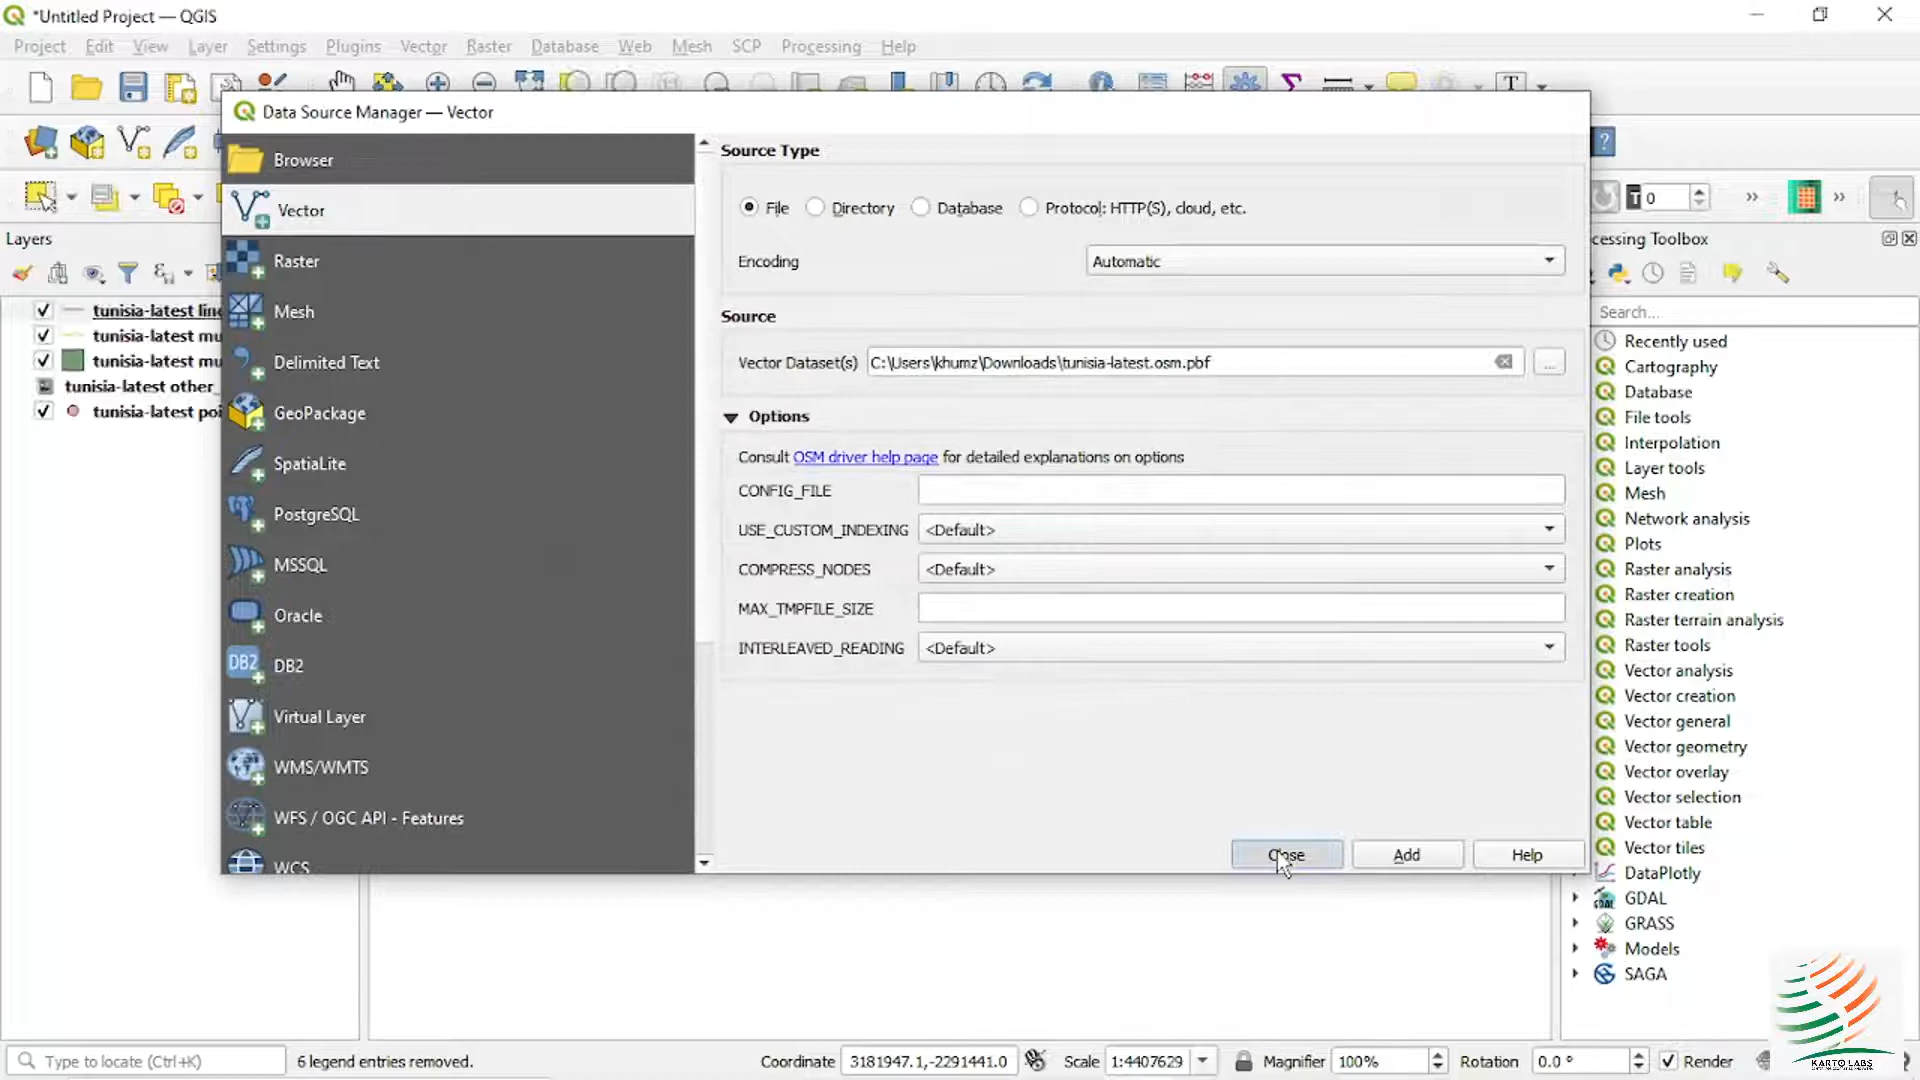 *Untitled Project — QGIS
Project Edit View Layer Settings Plugins Vector Raster Database Web Mesh SCP Processing Help
Data Source Manager — Vector
Browser
Vector
Raster
Mesh
Delimited Text
GeoPackage
SpatiaLite
PostgreSQL
MSSQL
Oracle
DB2
DB2
Virtual Layer
WMS/WMTS
WFS / OGC API - Features
WCS
Source Type
File Directory Database Protocol: HTTP(S), cloud, etc.
Encoding Automatic
Source
Vector Dataset(s) C:\Users\khumz\Downloads\tunisia-latest.osm.pbf ...
Options
Consult OSM driver help page for detailed explanations on options
CONFIG_FILE
USE_CUSTOM_INDEXING <Default>
COMPRESS_NODES <Default>
MAX_TMPFILE_SIZE
INTERLEAVED_READING <Default>
Close Add Help
Layers
tunisia-latest line
tunisia-latest mu
tunisia-latest mu
tunisia-latest other_
tunisia-latest poi
0
cessing Toolbox
Search...
Recently used
Cartography
Database
File tools
Interpolation
Layer tools
Mesh
Network analysis
Plots
Raster analysis
Raster creation
Raster terrain analysis
Raster tools
Vector analysis
Vector creation
Vector general
Vector geometry
Vector overlay
Vector selection
Vector table
Vector tiles
DataPlotly
GDAL
GRASS
Models
SAGA
KARTO LABS
Type to locate (Ctrl+K) 6 legend entries removed. Coordinate 3181947.1,-2291441.0 Scale 1:4407629 Magnifier 100% Rotation 0.0 ° Render